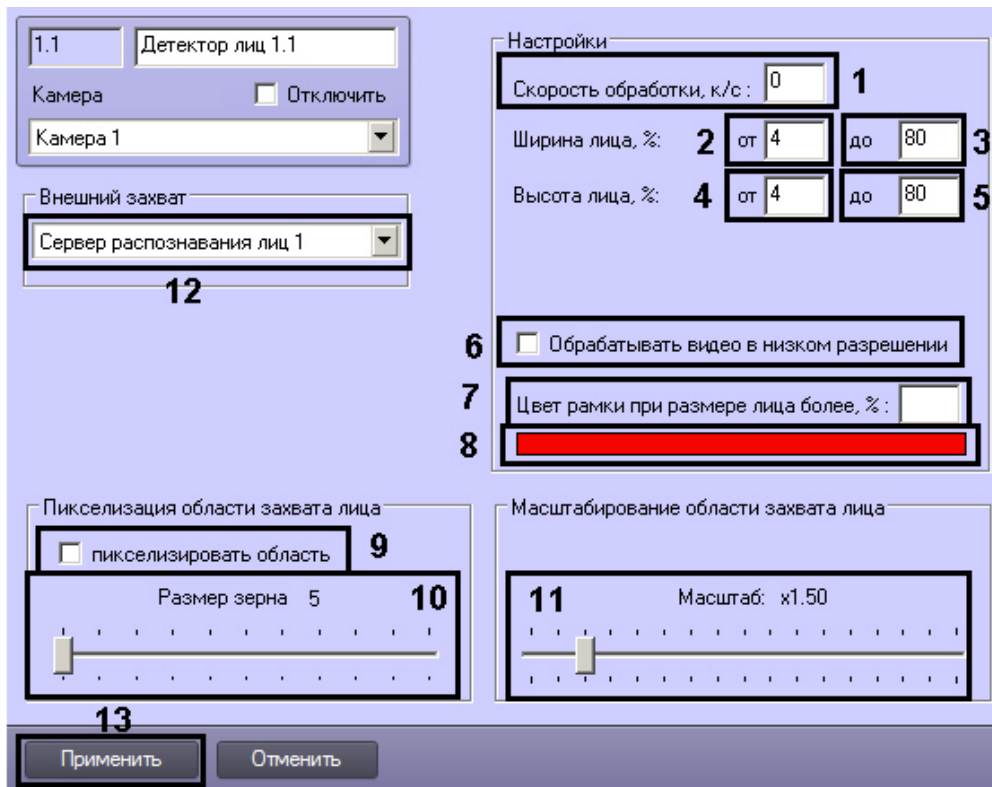 1.1 Детектор лиц 1.1
Камера Отключить
Камера 1
Внешний захват
Сервер распознавания лиц 1
12
Настройки
Скорость обработки, к/с : 0 1
Ширина лица, %: 2 от 4 до 80 3
Высота лица, %: 4 от 4 до 80 5
6 Обрабатывать видео в низком разрешении
7 Цвет рамки при размере лица более, % :
8
Пикселизация области захвата лица
пикселизировать область 9
Размер зерна 5 10
Масштабирование области захвата лица
11 Масштаб: x1.50
13
Применить Отменить